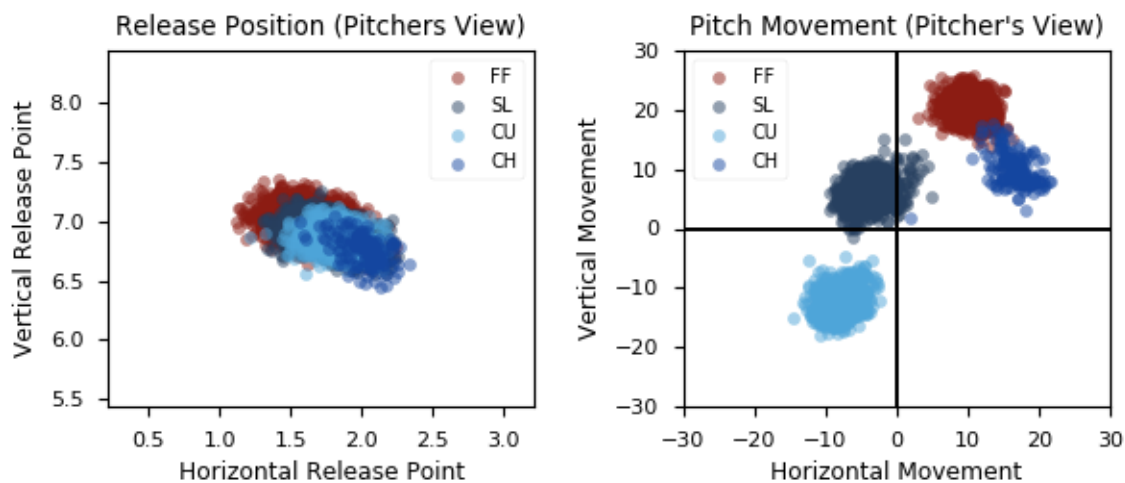 Release Position (Pitchers View)
Vertical Release Point
8.0
7.5
7.0
6.5
6.0
5.5
FF
SL
CU
CH
0.5 1.0 1.5 2.0 2.5 3.0
Horizontal Release Point
Pitch Movement (Pitcher's View)
Vertical Movement
30
20
10
0
−10
−20
−30
FF
SL
CU
CH
−30 −20 −10 0 10 20 30
Horizontal Movement